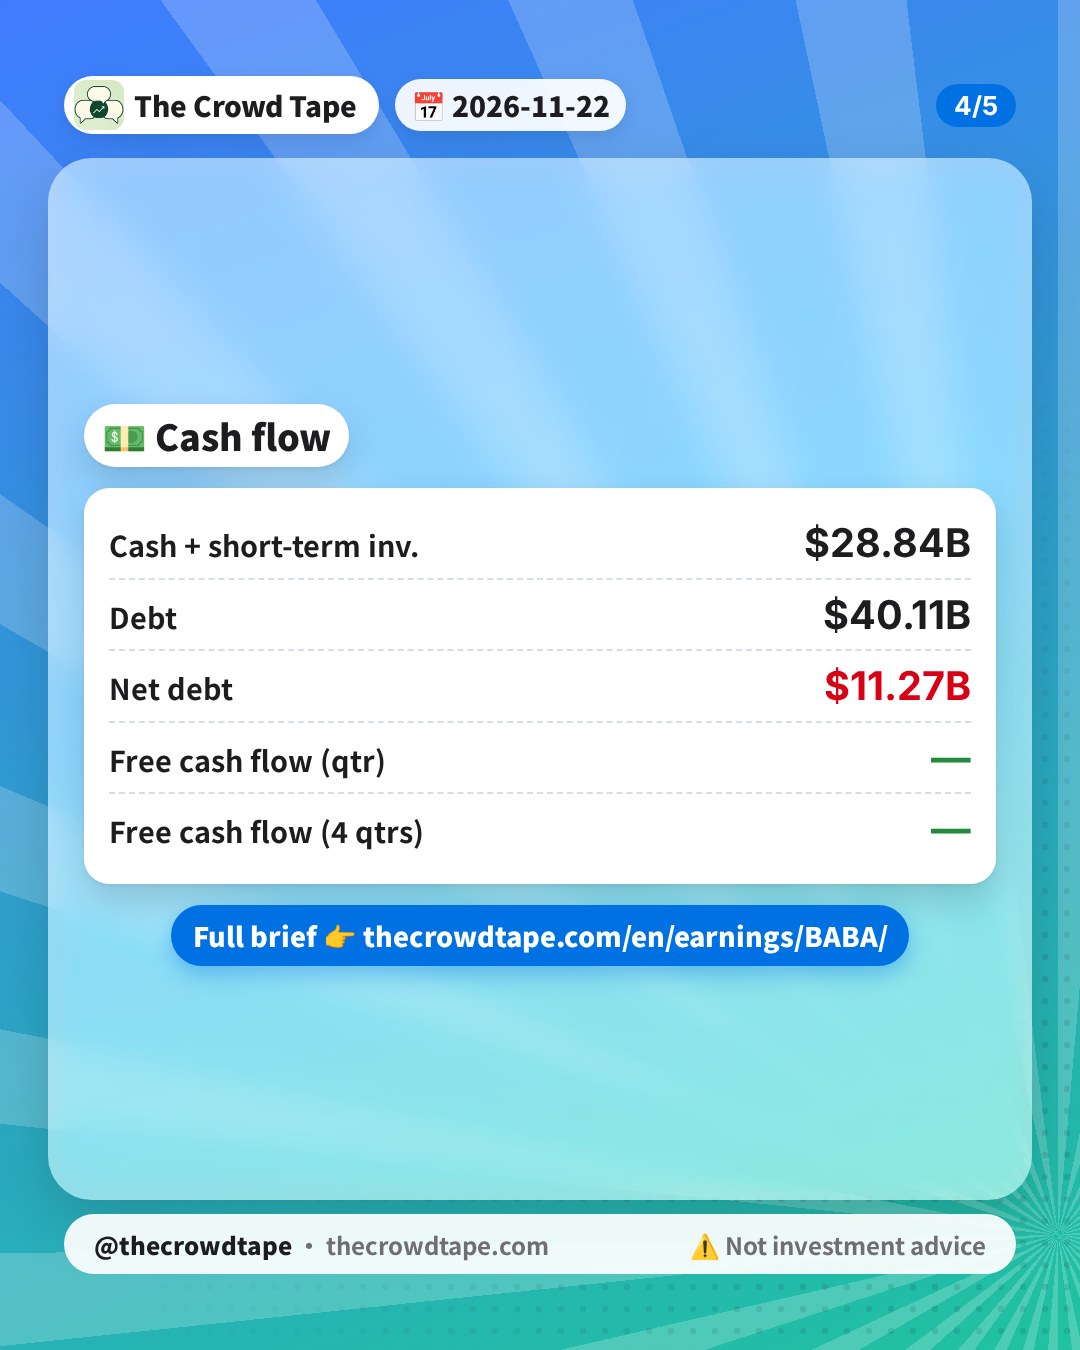 The Crowd Tape
📅 2026-11-22
4/5
💵 Cash flow
Cash + short-term inv. $28.84B
Debt $40.11B
Net debt $11.27B
Free cash flow (qtr) —
Free cash flow (4 qtrs) —
Full brief 👉 thecrowdtape.com/en/earnings/BABA/
@thecrowdtape • thecrowdtape.com ⚠️ Not investment advice